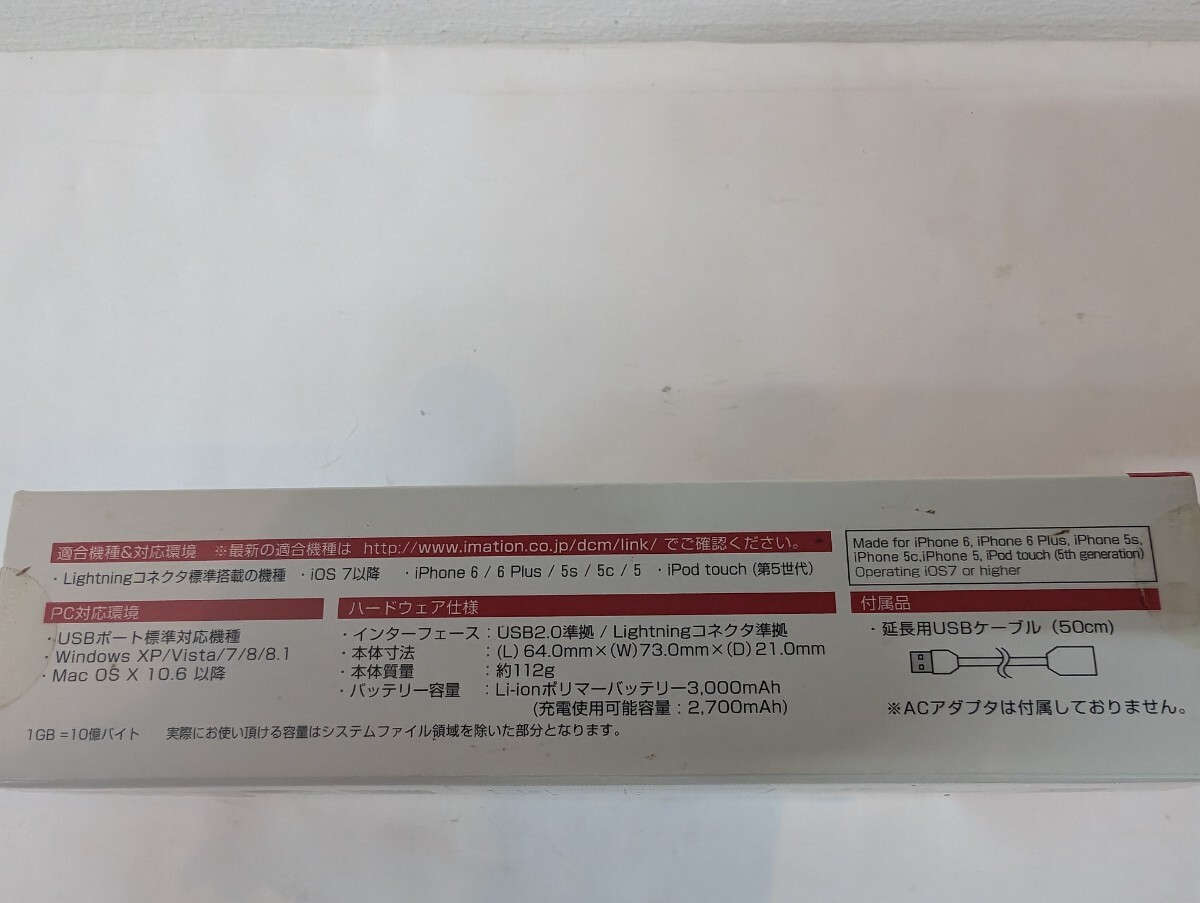 適合機種&対応環境　※最新の適合機種は　http://www.imation.co.jp/dcm/link/ でご確認ください。
・Lightningコネクタ標準搭載の機種　・iOS 7以降　・iPhone 6 / 6 Plus / 5s / 5c / 5　・iPod touch (第5世代)
Made for iPhone 6, iPhone 6 Plus, iPhone 5s,
iPhone 5c,iPhone 5, iPod touch (5th generation)
Operating iOS7 or higher
PC対応環境
・USBポート標準対応機種
・Windows XP/Vista/7/8/8.1
・Mac OS X 10.6 以降
ハードウェア仕様
・インターフェース：USB2.0準拠 / Lightningコネクタ準拠
・本体寸法　：(L) 64.0mm×(W)73.0mm×(D) 21.0mm
・本体質量　：約112g
・バッテリー容量　：Li-ionポリマーバッテリー3,000mAh
(充電使用可能容量：2,700mAh)
付属品
・延長用USBケーブル（50cm）
※ACアダプタは付属しておりません。
1GB =10億バイト　実際にお使い頂ける容量はシステムファイル領域を除いた部分となります。